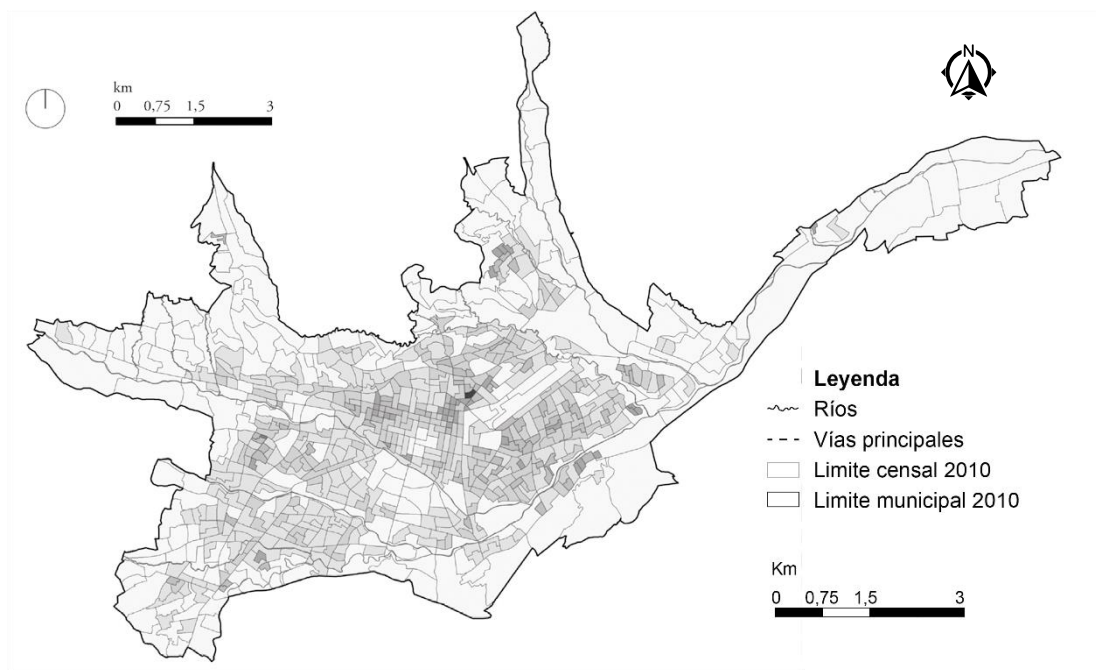 N
km
0 0,75 1,5 3
Leyenda
Ríos
Vías principales
Limite censal 2010
Limite municipal 2010
Km
0 0,75 1,5 3